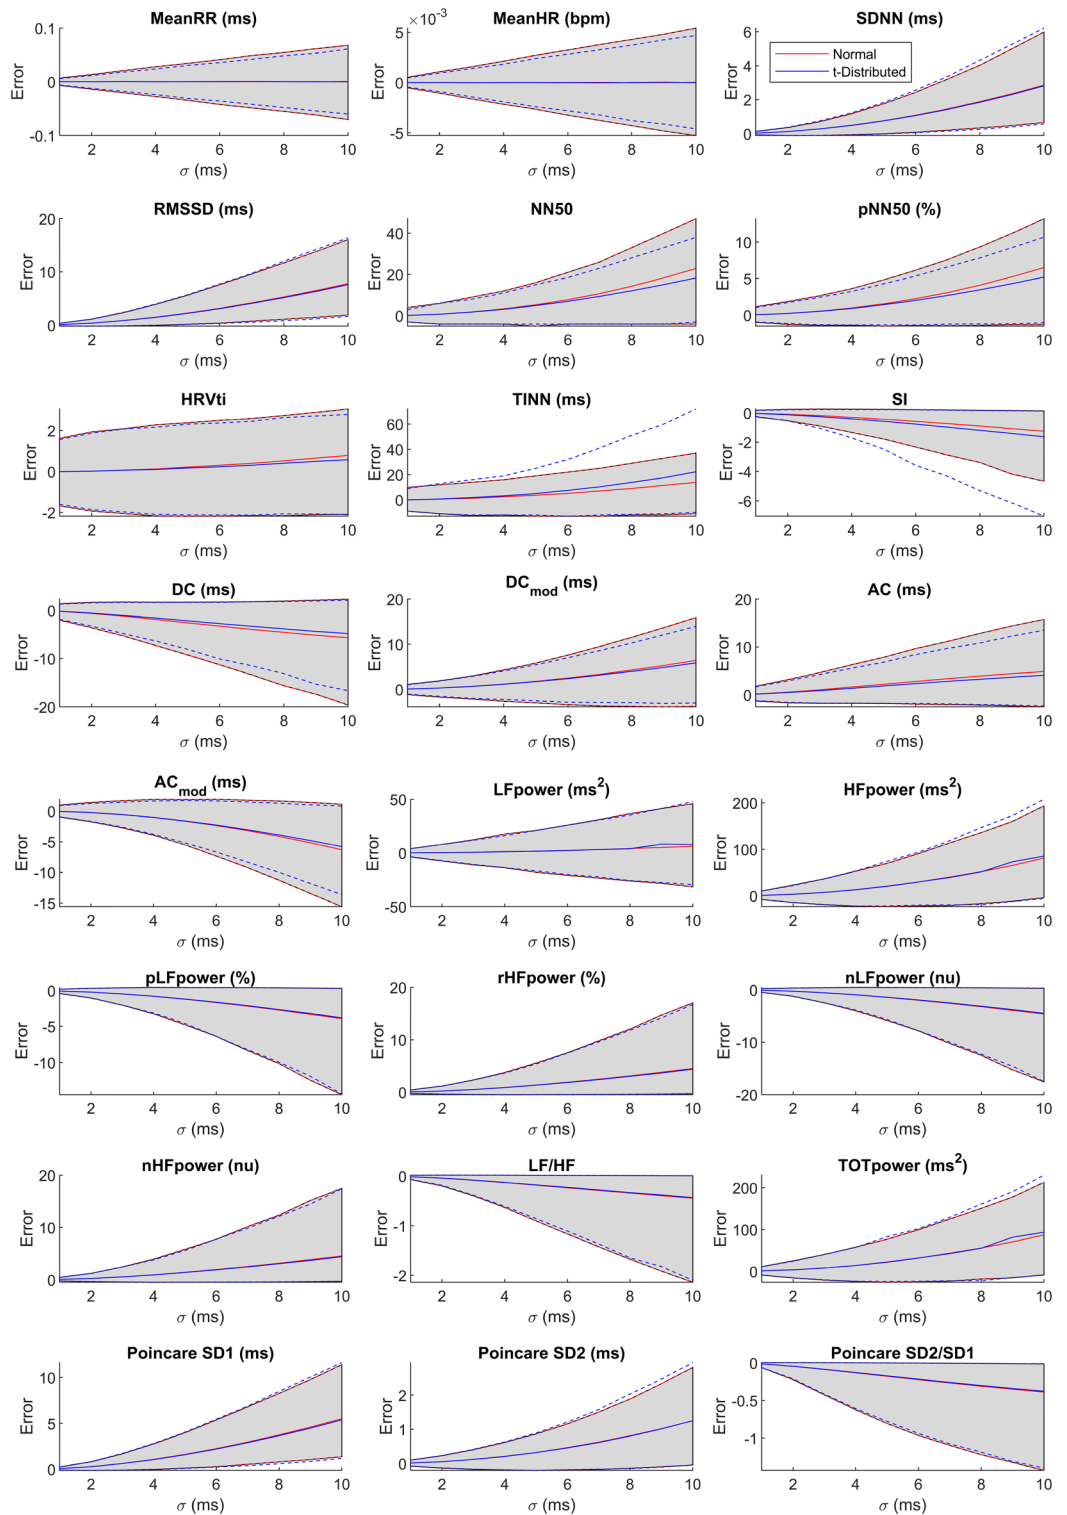 MeanRR (ms)
0.1
0
-0.1
Error
2 4 6 8 10
σ (ms)
MeanHR (bpm)
×10⁻³
5
0
-5
Error
2 4 6 8 10
σ (ms)
SDNN (ms)
6
4
2
0
Error
Normal
t-Distributed
2 4 6 8 10
σ (ms)
RMSSD (ms)
20
10
0
Error
2 4 6 8 10
σ (ms)
NN50
40
20
0
Error
2 4 6 8 10
σ (ms)
pNN50 (%)
10
5
0
Error
2 4 6 8 10
σ (ms)
HRVti
2
0
-2
Error
2 4 6 8 10
σ (ms)
TINN (ms)
60
40
20
0
Error
2 4 6 8 10
σ (ms)
SI
0
-2
-4
-6
Error
2 4 6 8 10
σ (ms)
DC (ms)
0
-10
-20
Error
2 4 6 8 10
σ (ms)
DCmod (ms)
20
10
0
Error
2 4 6 8 10
σ (ms)
AC (ms)
20
10
0
Error
2 4 6 8 10
σ (ms)
ACmod (ms)
0
-5
-10
-15
Error
2 4 6 8 10
σ (ms)
LFpower (ms²)
50
0
-50
Error
2 4 6 8 10
σ (ms)
HFpower (ms²)
200
100
0
Error
2 4 6 8 10
σ (ms)
pLFpower (%)
0
-5
-10
Error
2 4 6 8 10
σ (ms)
rHFpower (%)
20
10
0
Error
2 4 6 8 10
σ (ms)
nLFpower (nu)
0
-10
-20
Error
2 4 6 8 10
σ (ms)
nHFpower (nu)
20
10
0
Error
2 4 6 8 10
σ (ms)
LF/HF
0
-1
-2
Error
2 4 6 8 10
σ (ms)
TOTpower (ms²)
200
100
0
Error
2 4 6 8 10
σ (ms)
Poincare SD1 (ms)
10
5
0
Error
2 4 6 8 10
σ (ms)
Poincare SD2 (ms)
2
1
0
Error
2 4 6 8 10
σ (ms)
Poincare SD2/SD1
0
-0.5
-1
Error
2 4 6 8 10
σ (ms)